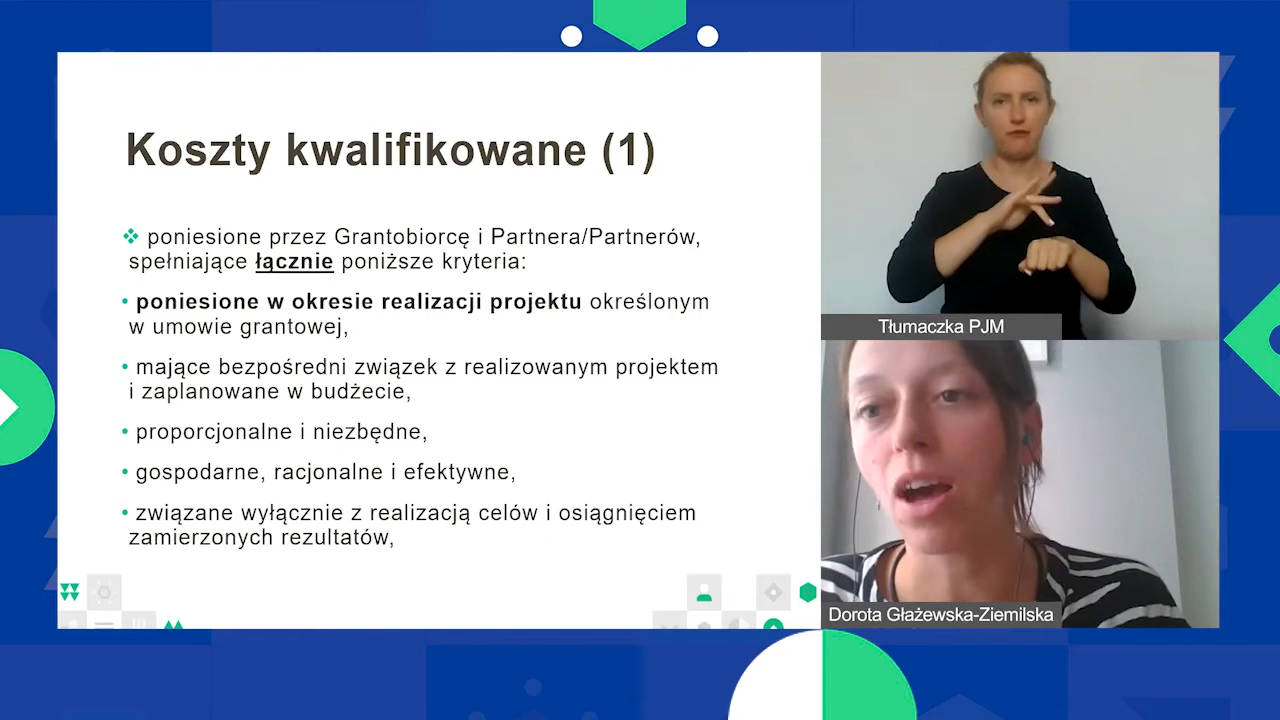 Koszty kwalifikowane (1)
❖ poniesione przez Grantobiorcę i Partnera/Partnerów,
spełniające łącznie poniższe kryteria:
• poniesione w okresie realizacji projektu określonym
w umowie grantowej,
• mające bezpośredni związek z realizowanym projektem
i zaplanowane w budżecie,
• proporcjonalne i niezbędne,
• gospodarne, racjonalne i efektywne,
• związane wyłącznie z realizacją celów i osiągnięciem
zamierzonych rezultatów,
Tłumaczka PJM
Dorota Głażewska-Ziemilska